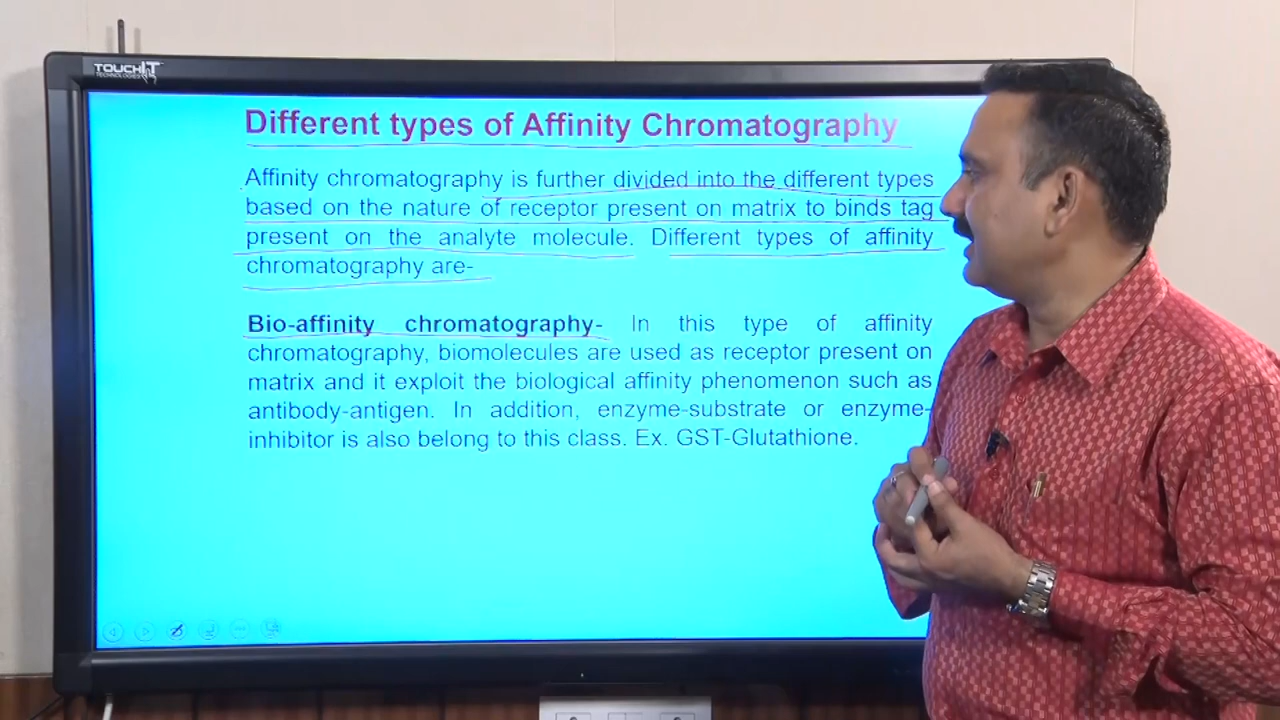 TOUCHIT
TECHNOLOGIES
Different types of Affinity Chromatography
Affinity chromatography is further divided into the different types
based on the nature of receptor present on matrix to binds tag
present on the analyte molecule. Different types of affinity
chromatography are-
Bio-affinity chromatography- In this type of affinity
chromatography, biomolecules are used as receptor present on
matrix and it exploit the biological affinity phenomenon such as
antibody-antigen. In addition, enzyme-substrate or enzyme-
inhibitor is also belong to this class. Ex. GST-Glutathione.